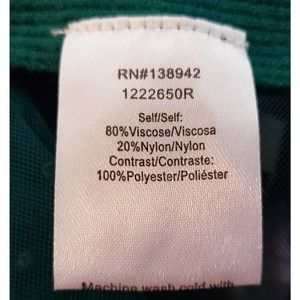 RN#138942
1222650R
Self/Self:
80%Viscose/Viscosa
20%Nylon/Nylon
Contrast/Contraste:
100%Polyester/Poliéster
Machine wash cold with